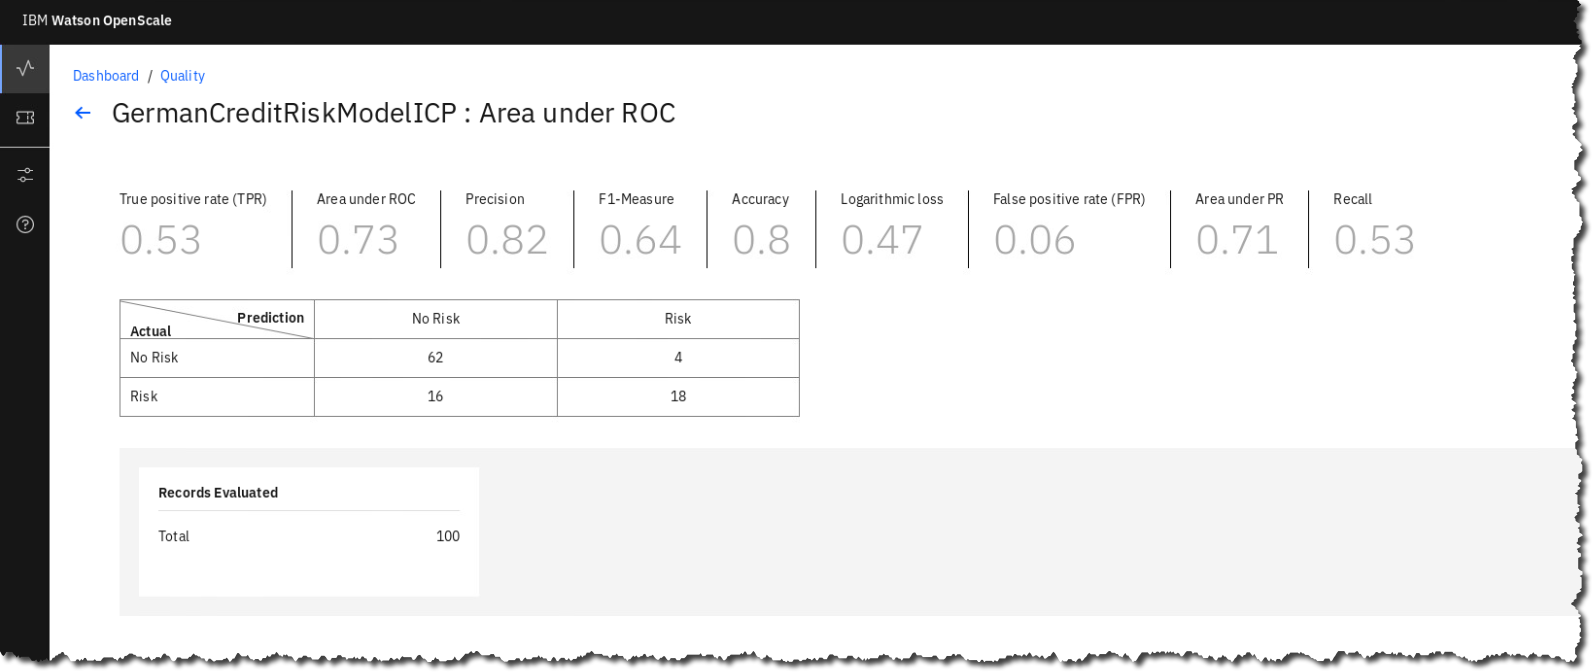 IBM Watson OpenScale
Dashboard / Quality
GermanCreditRiskModelICP : Area under ROC
True positive rate (TPR) Area under ROC Precision F1-Measure Accuracy Logarithmic loss False positive rate (FPR) Area under PR Recall
0.53 0.73 0.82 0.64 0.8 0.47 0.06 0.71 0.53
Prediction No Risk Risk
Actual
No Risk 62 4
Risk 16 18
Records Evaluated
Total 100